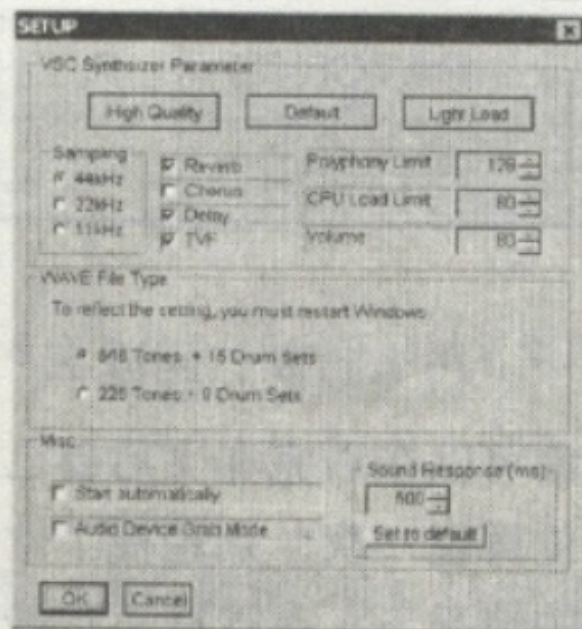 SETUP
VSC Synthisizer Parameter
High Quality
Default
Light Load
Sampling
44kHz
22kHz
11kHz
Reverb
Chorus
Delay
TVF
Polyphony Limit
128
CPU Load Limit
80
Volume
80
WAVE File Type
To reflect the setting, you must restart Windows
Tones + 15 Drum Sets
226 Tones + 9 Drum Sets
Misc.
Start automatically
Audio Device Grab Mode
Sound Response (ms)
500
Set to default
OK
Cancel